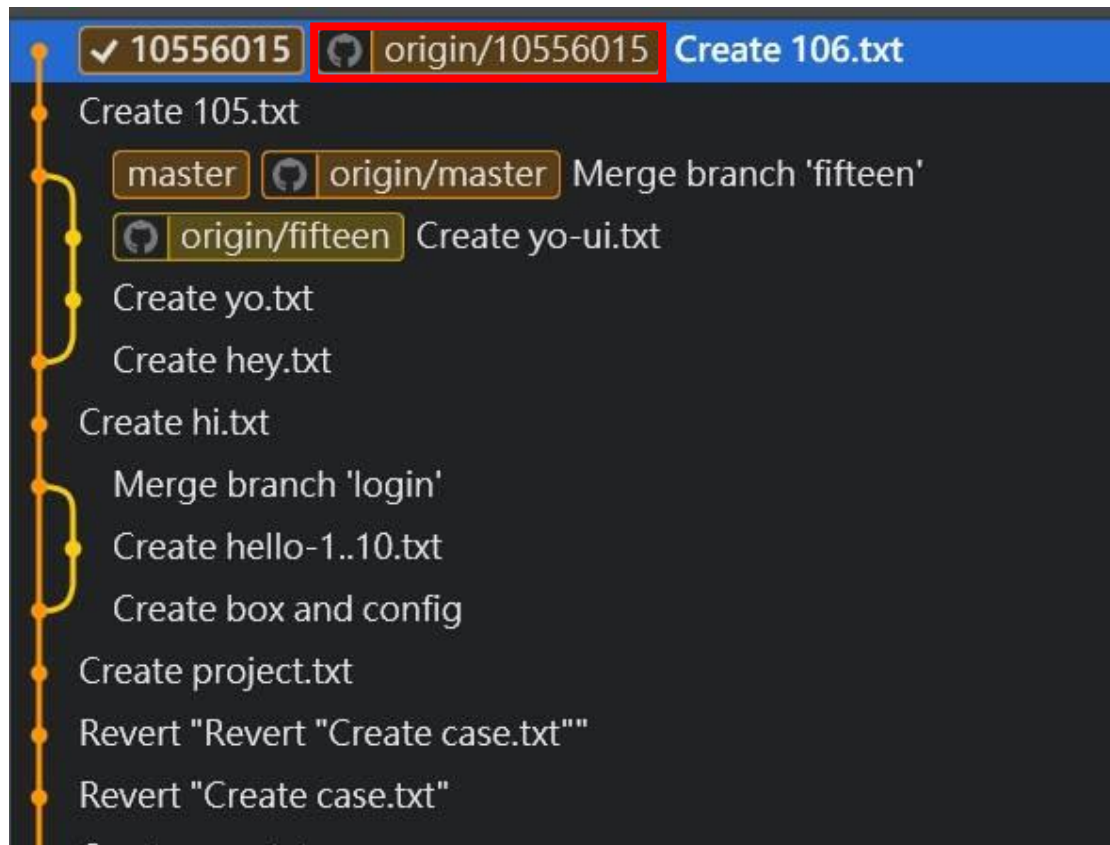 10556015 origin/10556015 Create 106.txt
Create 105.txt
master origin/master Merge branch 'fifteen'
origin/fifteen Create yo-ui.txt
Create yo.txt
Create hey.txt
Create hi.txt
Merge branch 'login'
Create hello-1..10.txt
Create box and config
Create project.txt
Revert "Revert "Create case.txt""
Revert "Create case.txt"